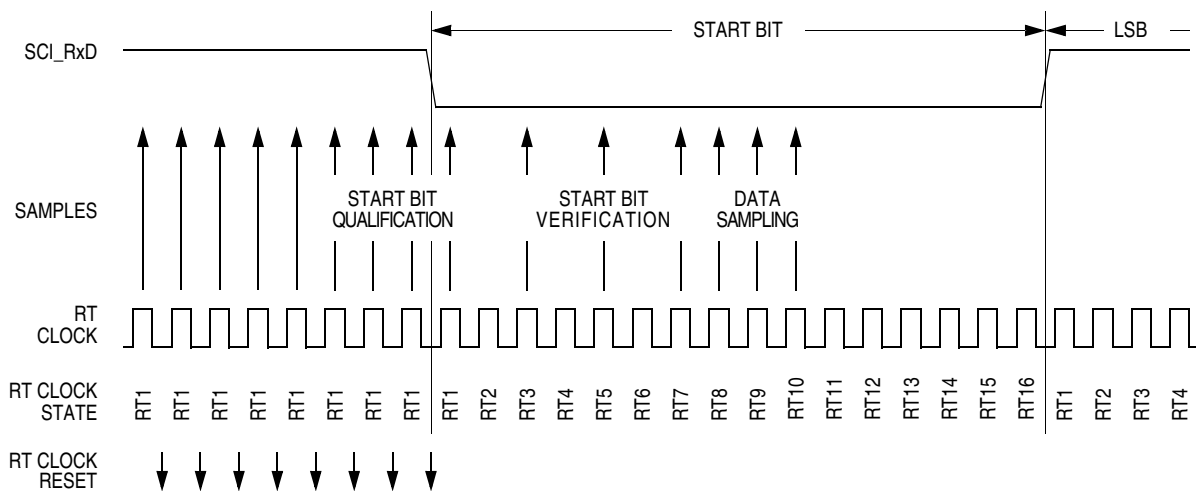 START BIT
LSB
SCI_RxD
SAMPLES
START BIT
QUALIFICATION
START BIT
VERIFICATION
DATA
SAMPLING
RT
CLOCK
RT CLOCK
STATE
RT1
RT1
RT1
RT1
RT1
RT1
RT1
RT1
RT1
RT2
RT3
RT4
RT5
RT6
RT7
RT8
RT9
RT10
RT11
RT12
RT13
RT14
RT15
RT16
RT1
RT2
RT3
RT4
RT CLOCK
RESET